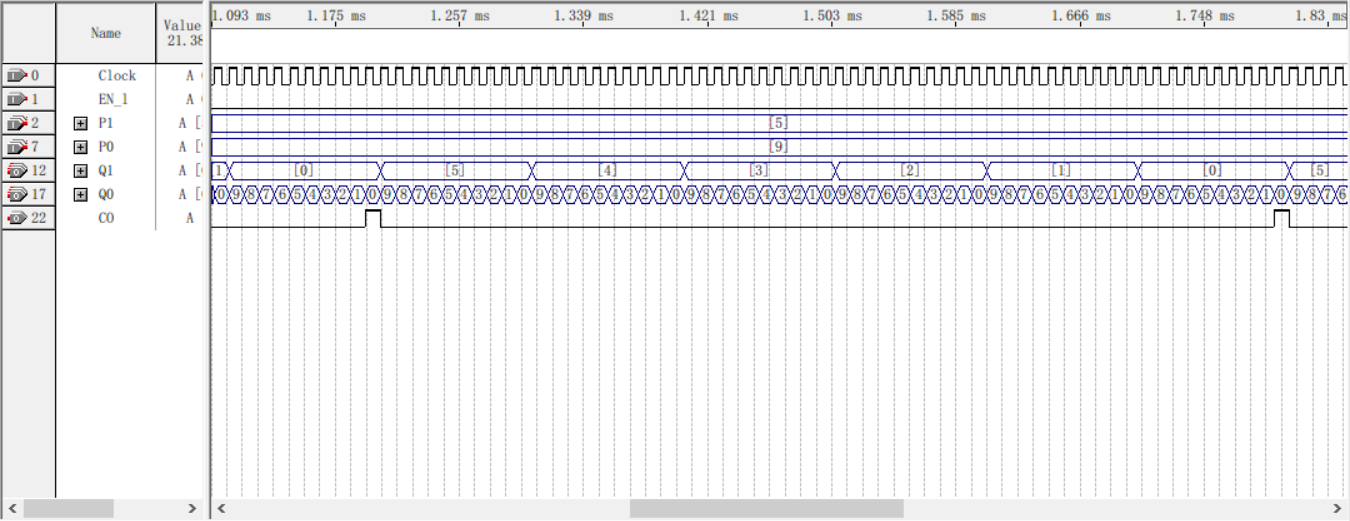 Name Value 1.093 ms 1.175 ms 1.257 ms 1.339 ms 1.421 ms 1.503 ms 1.585 ms 1.666 ms 1.748 ms 1.83 ms
21.38
0 Clock A
1 EN_1 A
2 P1 A [ [5]
7 P0 A [ [9]
12 Q1 A [ 1 [0] [5] [4] [3] [2] [1] [0] [5]
17 Q0 A [ 0 9 8 7 6 5 4 3 2 1 0 9 8 7 6 5 4 3 2 1 0 9 8 7 6 5 4 3 2 1 0 9 8 7 6 5 4 3 2 1 0 9 8 7 6 5 4 3 2 1 0 9 8 7 6 5 4 3 2 1 0 9 8 7 6 5 4 3 2 1 0 9 8 7 6
22 CO A